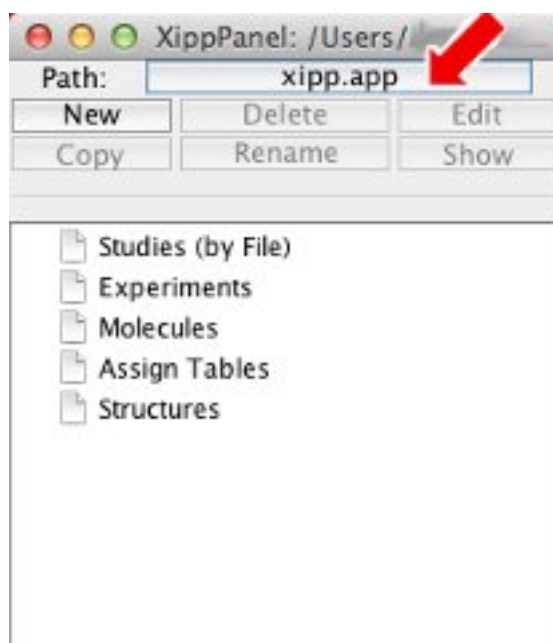 XippPanel: /Users/
Path: xipp.app
New Delete Edit
Copy Rename Show
Studies (by File)
Experiments
Molecules
Assign Tables
Structures